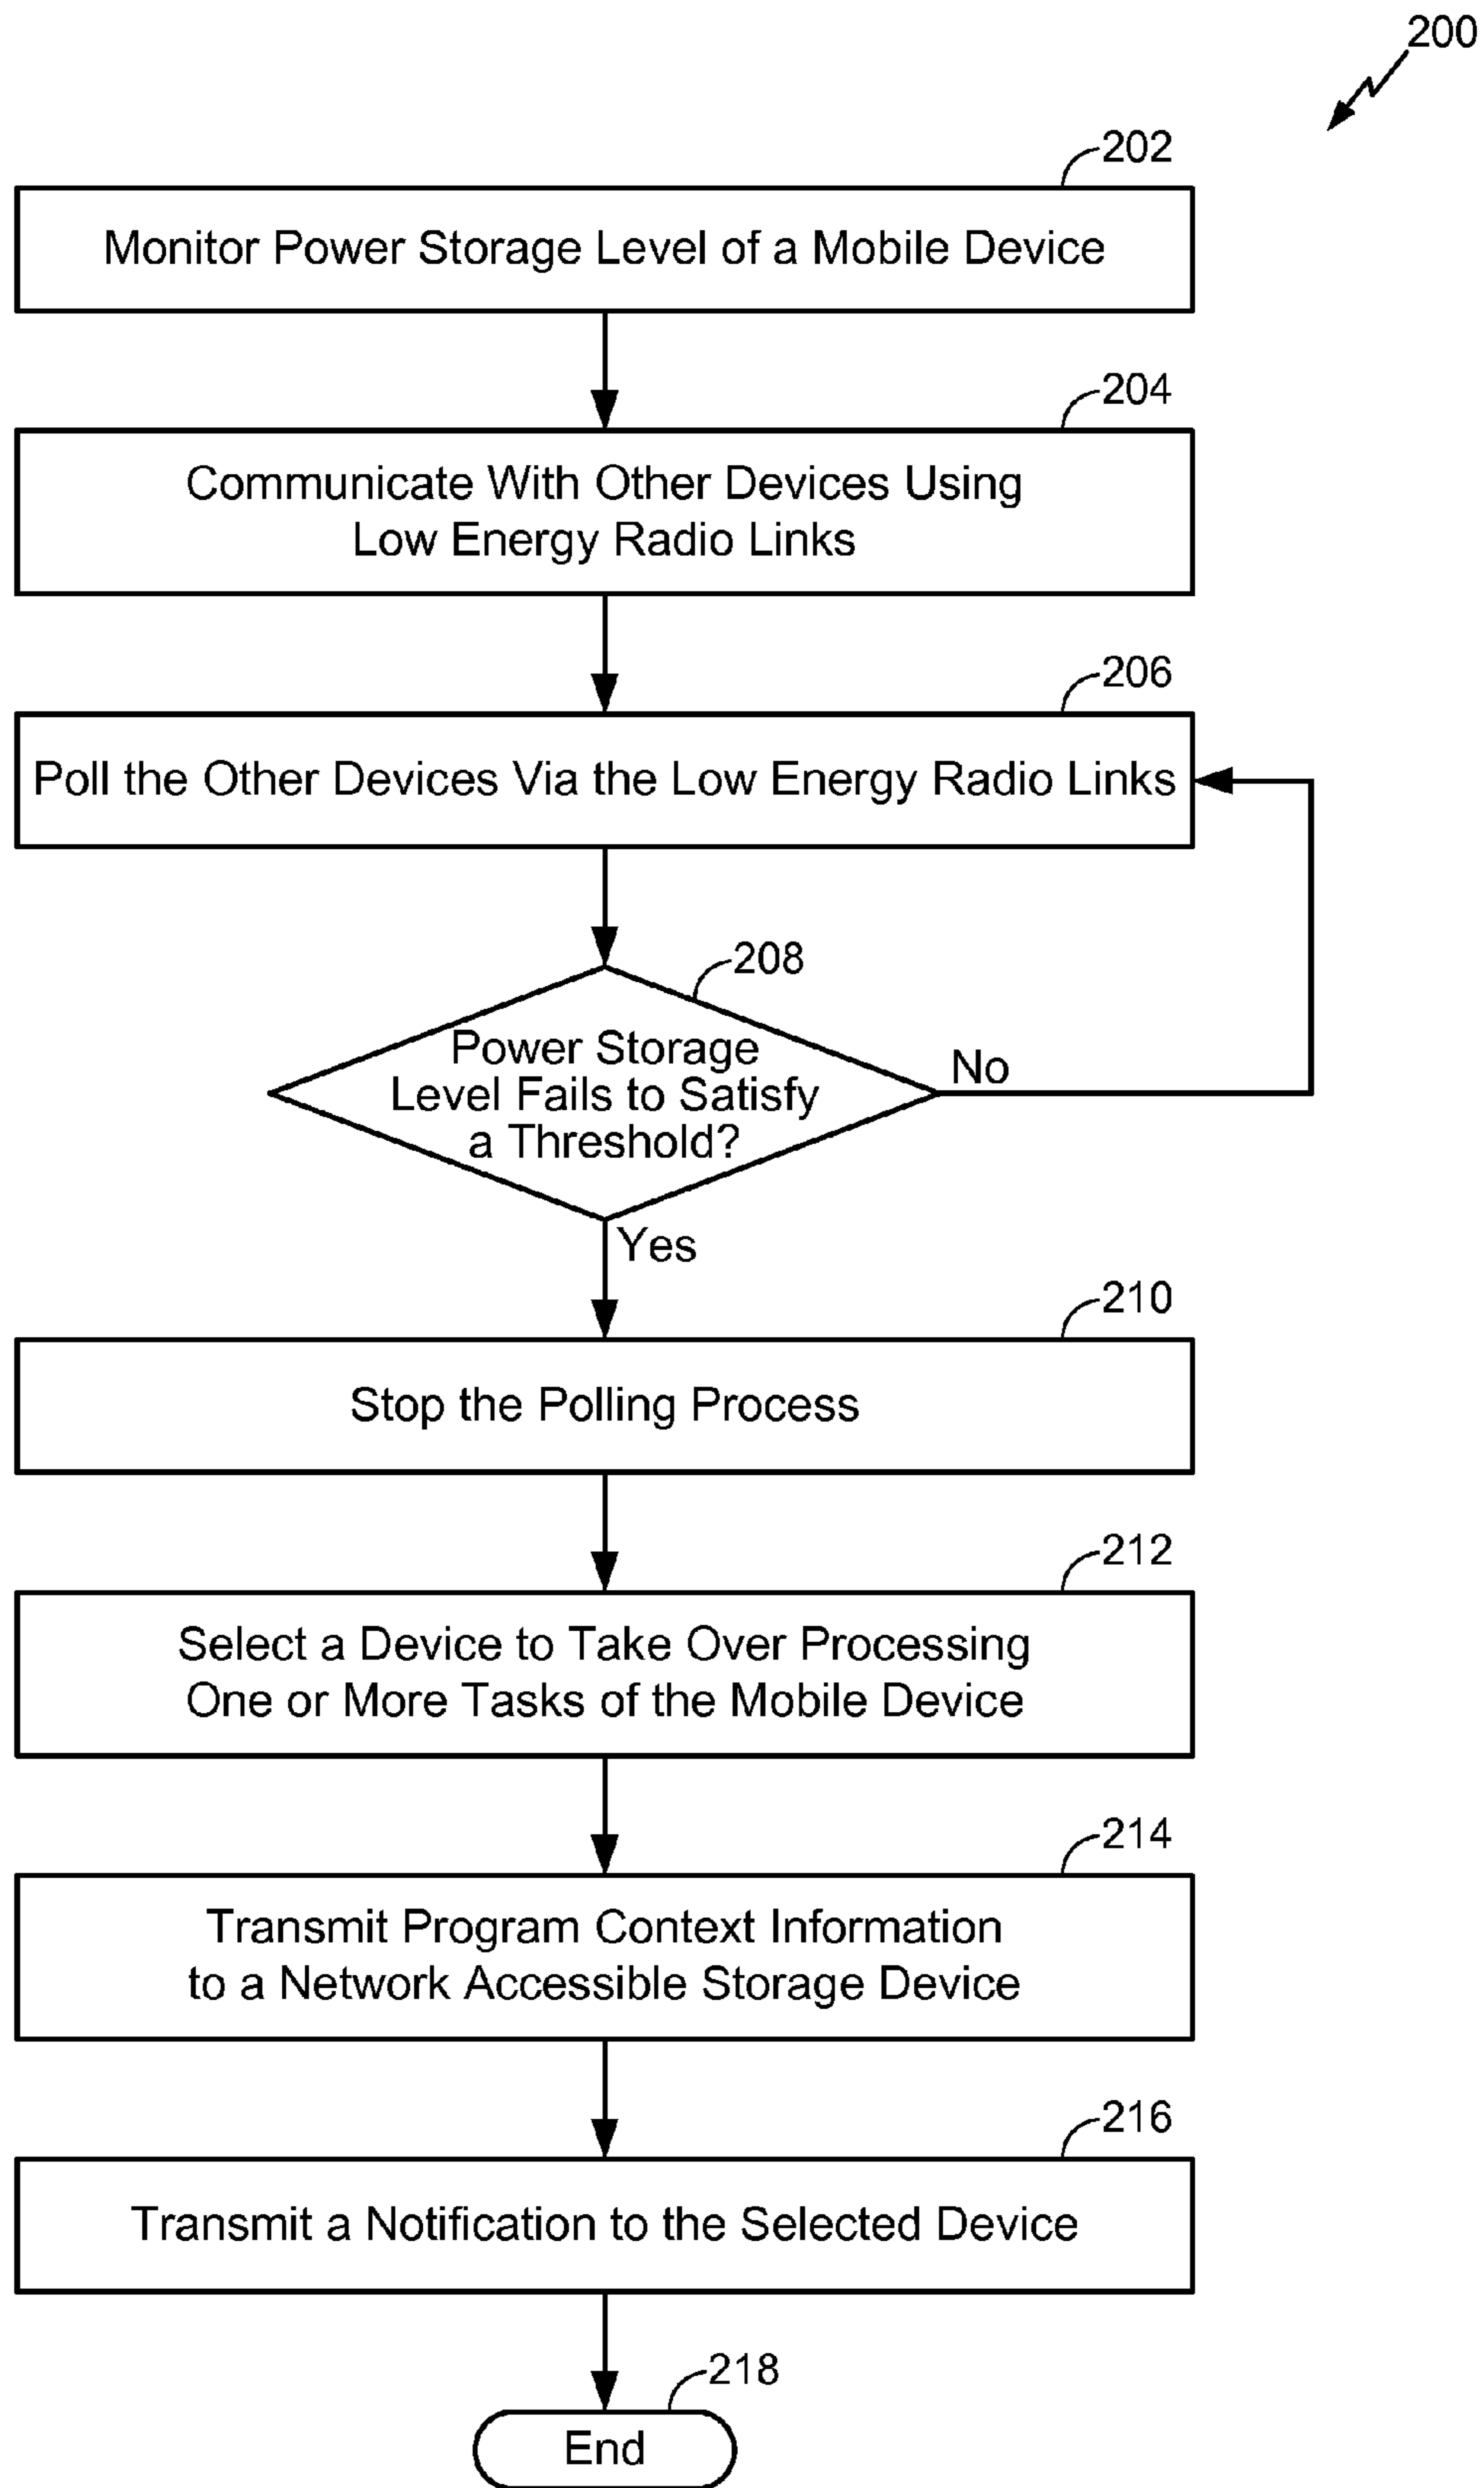 200
202
Monitor Power Storage Level of a Mobile Device
204
Communicate With Other Devices Using
Low Energy Radio Links
206
Poll the Other Devices Via the Low Energy Radio Links
208
Power Storage
Level Fails to Satisfy
a Threshold?
No
Yes
210
Stop the Polling Process
212
Select a Device to Take Over Processing
One or More Tasks of the Mobile Device
214
Transmit Program Context Information
to a Network Accessible Storage Device
216
Transmit a Notification to the Selected Device
218
End